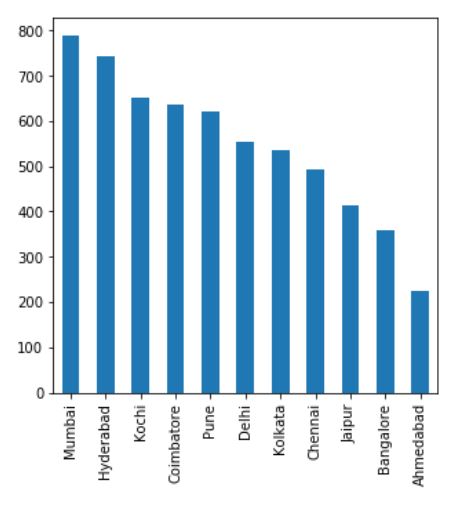 800
700
600
500
400
300
200
100
0
Mumbai
Hyderabad
Kochi
Coimbatore
Pune
Delhi
Kolkata
Chennai
Jaipur
Bangalore
Ahmedabad